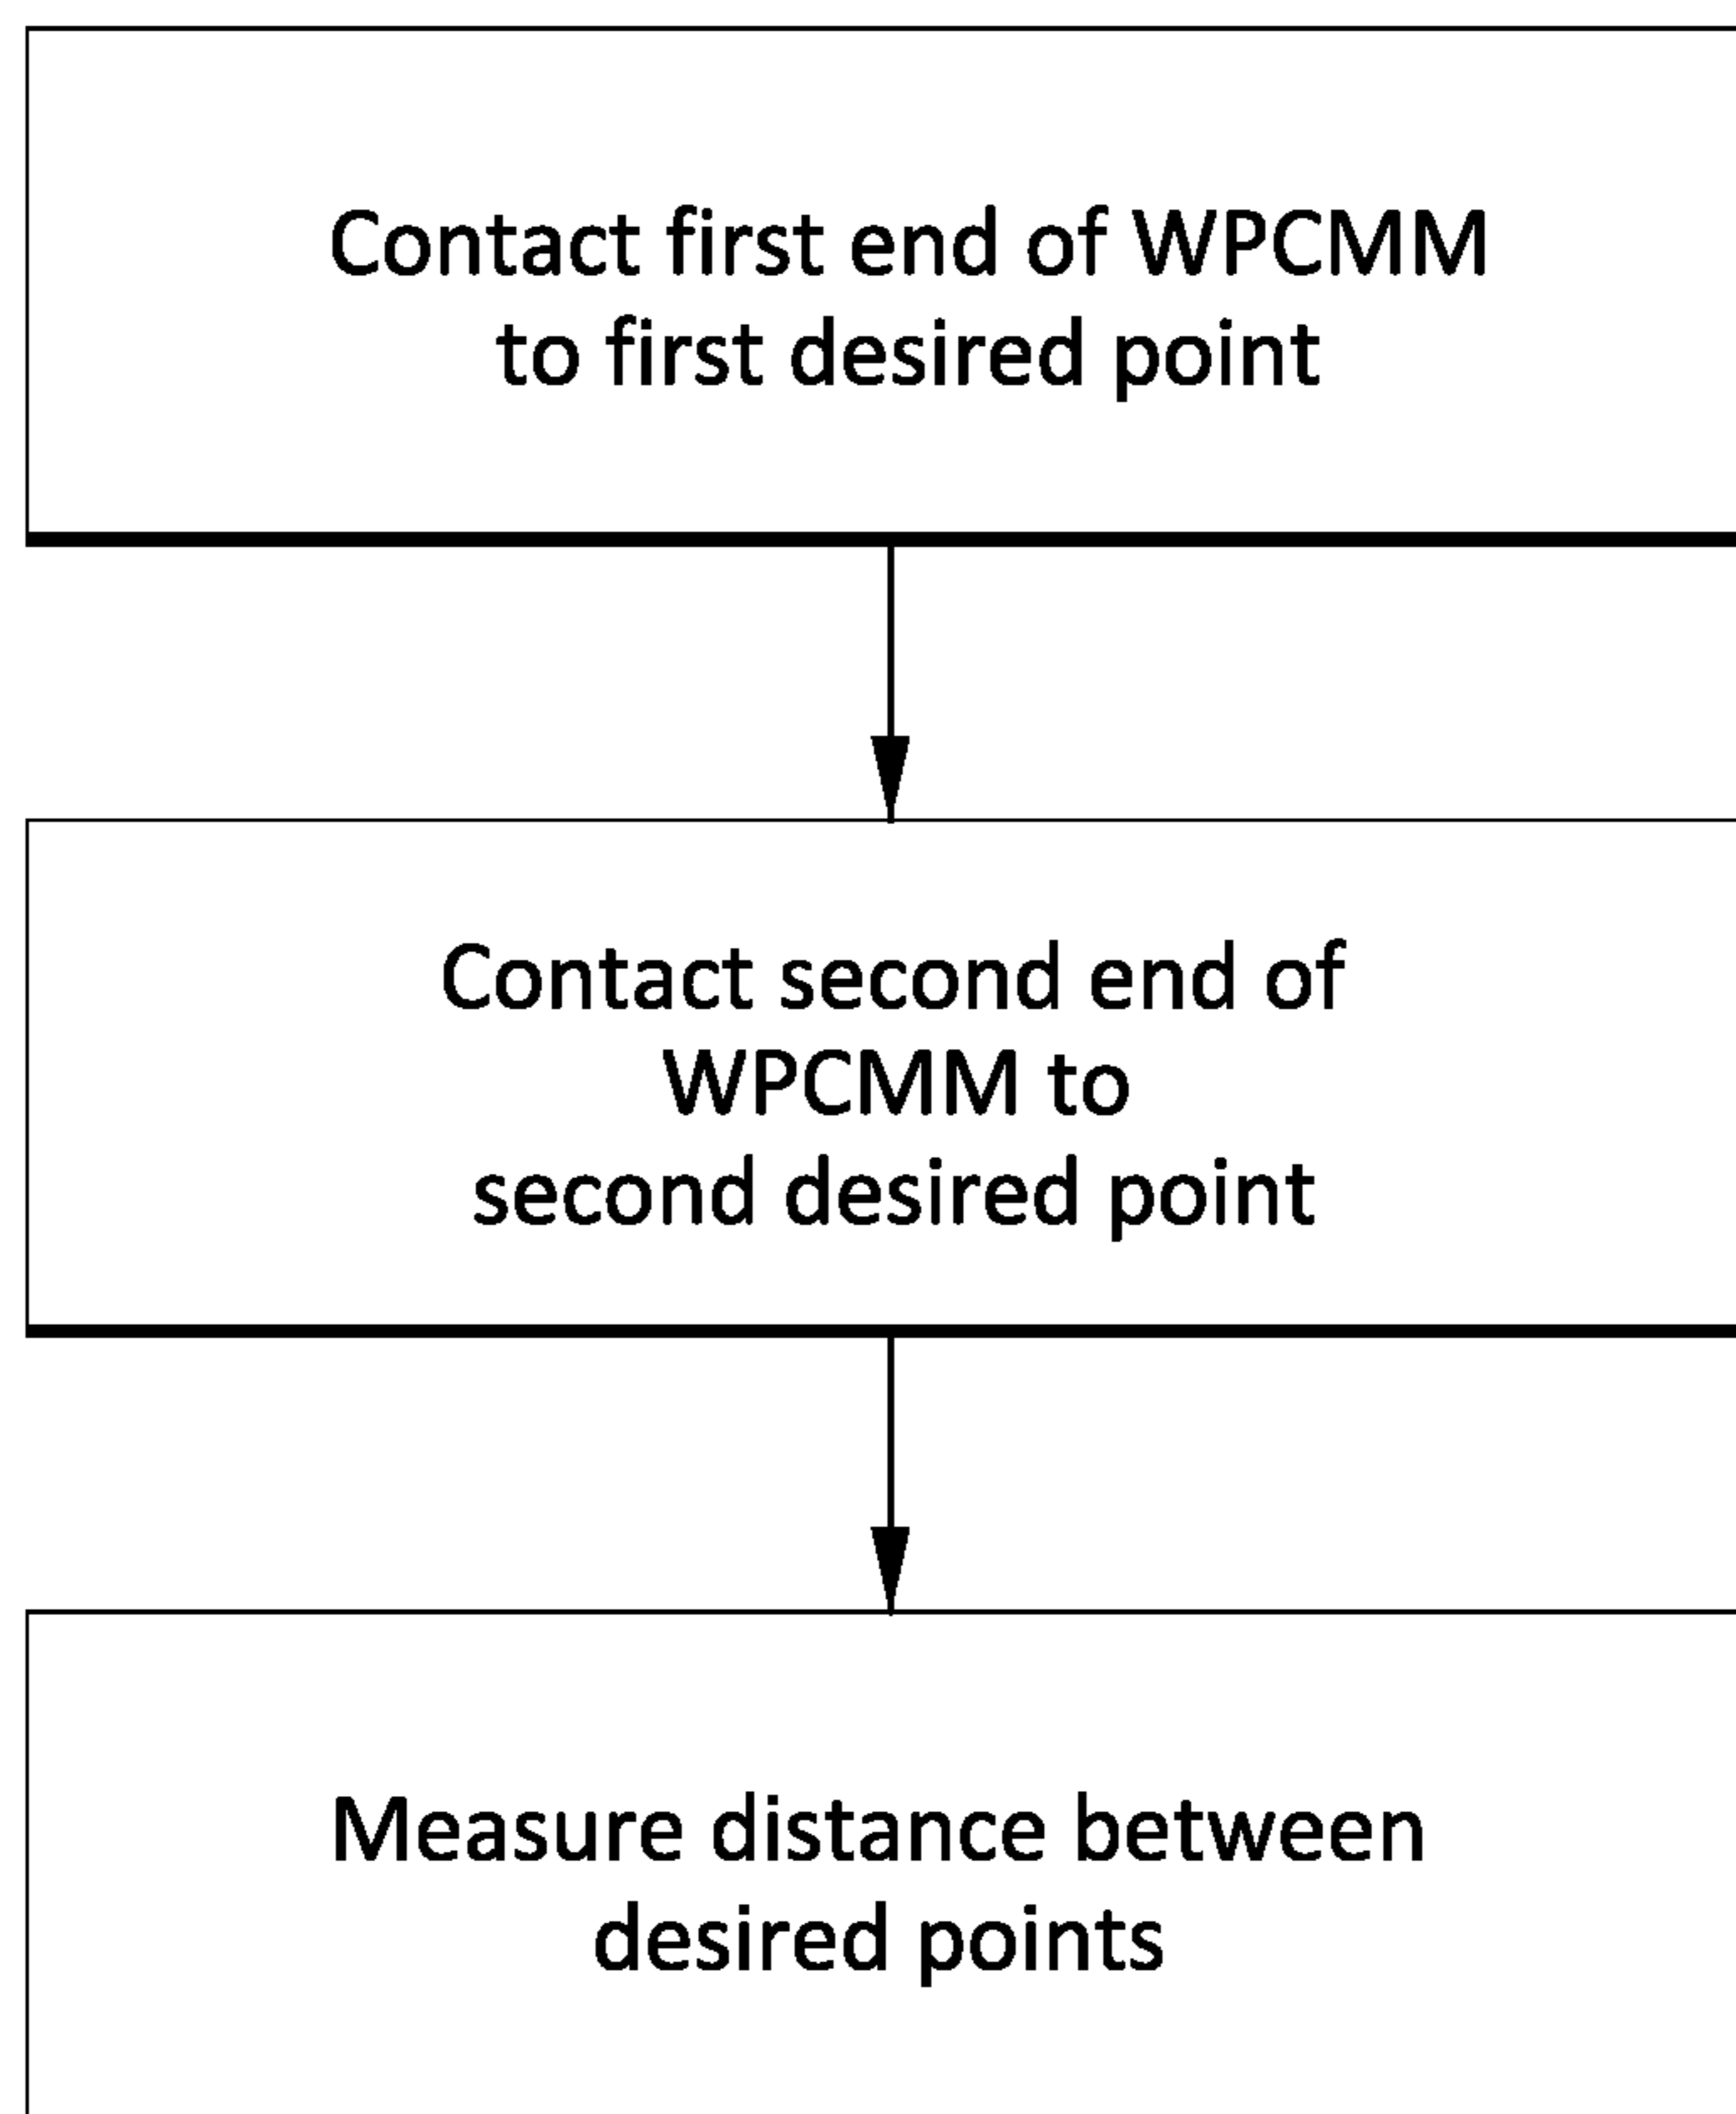 Contact first end of WPCMM
to first desired point
Contact second end of
WPCMM to
second desired point
Measure distance between
desired points